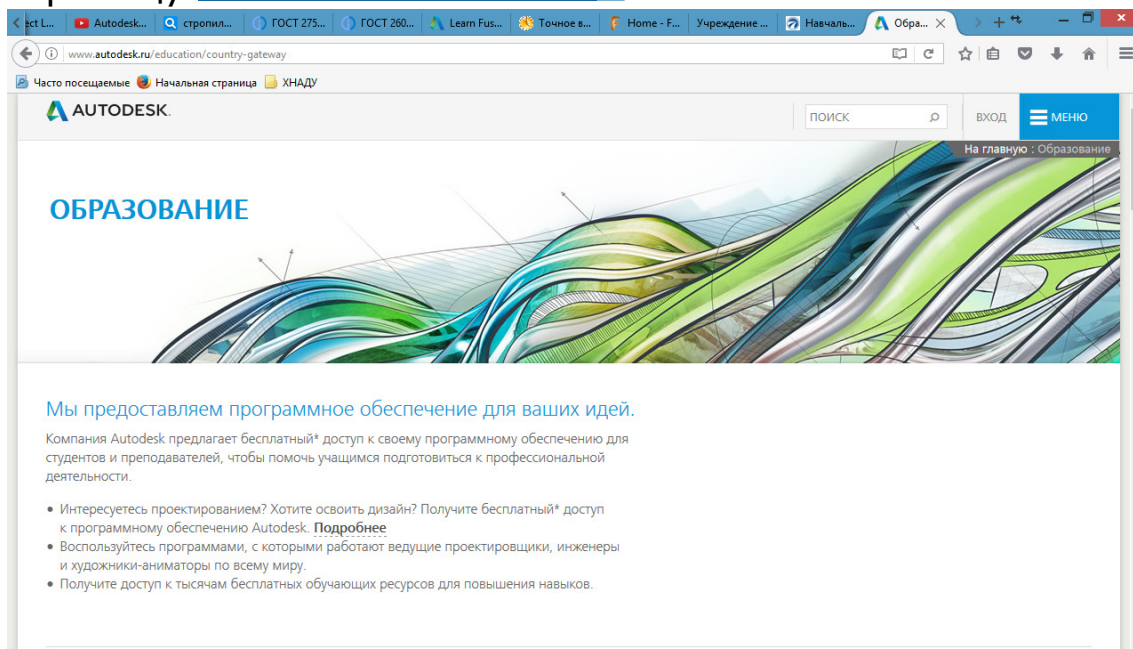 ect L...
Autodesk...
стропил...
ГОСТ 275...
ГОСТ 260...
Learn Fus...
Точное в...
Home - F...
Учреждение ...
Навчаль...
Обра...
www.autodesk.ru/education/country-gateway
Часто посещаемые Начальная страница ХНАДУ
AUTODESK.
ПОИСК
ВХОД
МЕНЮ
На главную : Образование
ОБРАЗОВАНИЕ
Мы предоставляем программное обеспечение для ваших идей.
Компания Autodesk предлагает бесплатный* доступ к своему программному обеспечению для
студентов и преподавателей, чтобы помочь учащимся подготовиться к профессиональной
деятельности.
• Интересуетесь проектированием? Хотите освоить дизайн? Получите бесплатный* доступ
к программному обеспечению Autodesk. Подробнее
• Воспользуйтесь программами, с которыми работают ведущие проектировщики, инженеры
и художники-аниматоры по всему миру.
• Получите доступ к тысячам бесплатных обучающих ресурсов для повышения навыков.